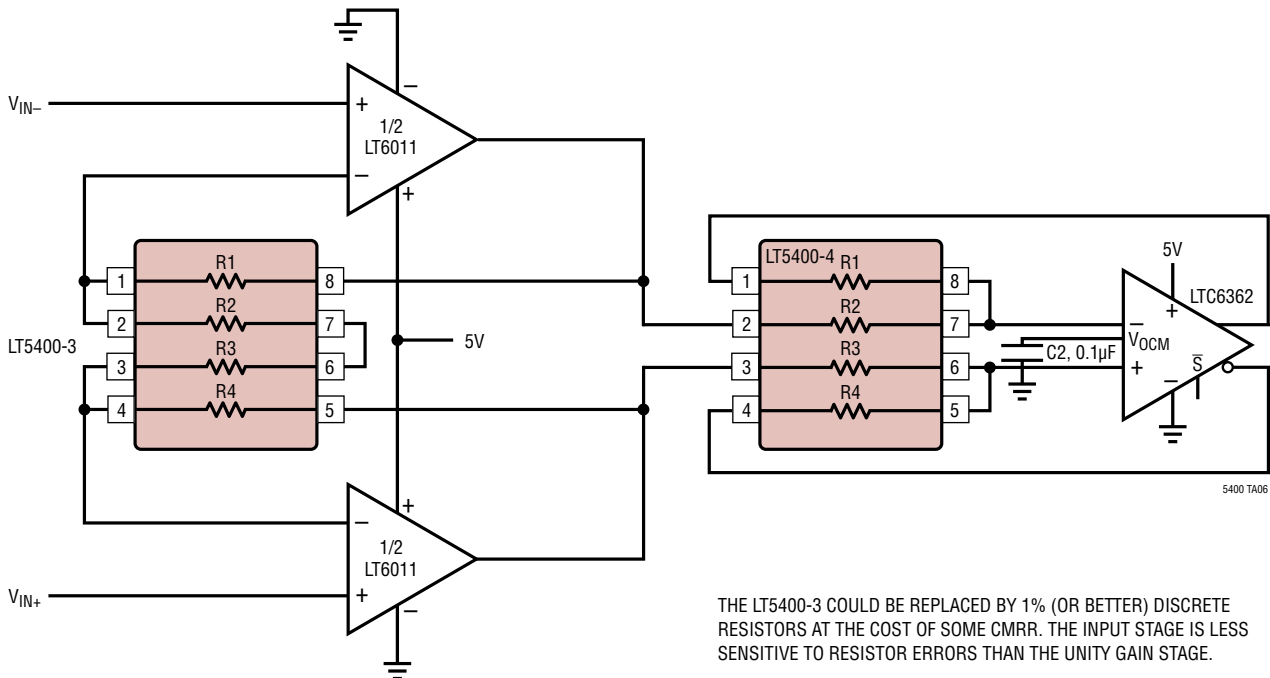 V_IN–
+
–
1/2
LT6011
–
+
LT5400-3
1
2
3
4
R1
R2
R3
R4
8
7
6
5
5V
–
+
1/2
LT6011
+
–
V_IN+
LT5400-4
1
2
3
4
R1
R2
R3
R4
8
7
6
5
C2, 0.1µF
5V
LTC6362
+
–
V_OCM
+
–
S̅
5400 TA06
THE LT5400-3 COULD BE REPLACED BY 1% (OR BETTER) DISCRETE
RESISTORS AT THE COST OF SOME CMRR. THE INPUT STAGE IS LESS
SENSITIVE TO RESISTOR ERRORS THAN THE UNITY GAIN STAGE.